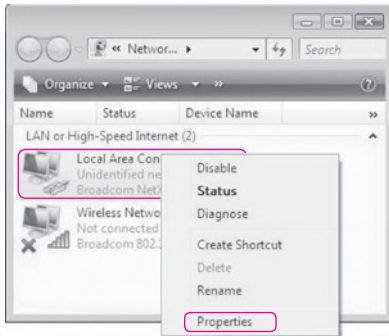 « Networ...
Search
Organize
Views
»
Name Status Device Name »
LAN or High-Speed Internet (2)
Local Area Con
Unidentified ne
Broadcom Net
Wireless Netwo
Not connected
Broadcom 802.
Disable
Status
Diagnose
Create Shortcut
Delete
Rename
Properties